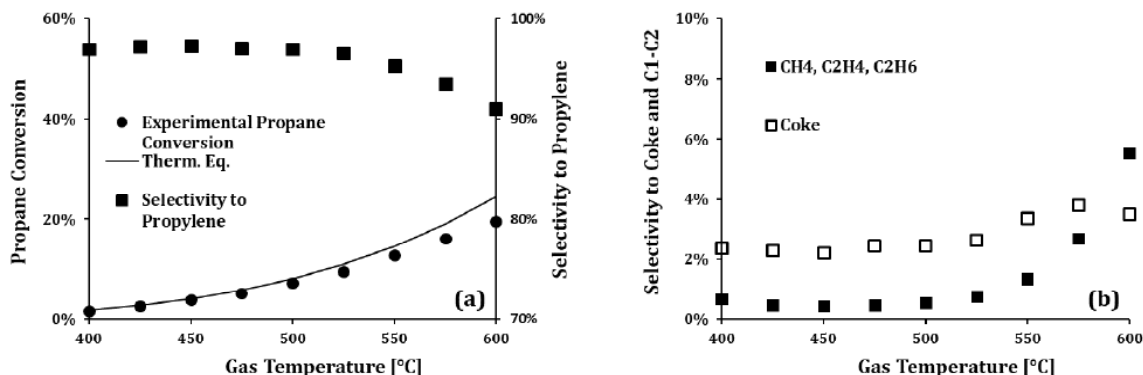 60%
40%
20%
0%
Propane Conversion
100%
90%
80%
70%
Selectivity to Propylene
Experimental Propane
Conversion
Therm. Eq.
Selectivity to
Propylene
(a)
400 450 500 550 600
Gas Temperature [°C]
10%
8%
6%
4%
2%
0%
Selectivity to Coke and C1-C2
CH4, C2H4, C2H6
Coke
(b)
400 450 500 550 600
Gas Temperature [°C]